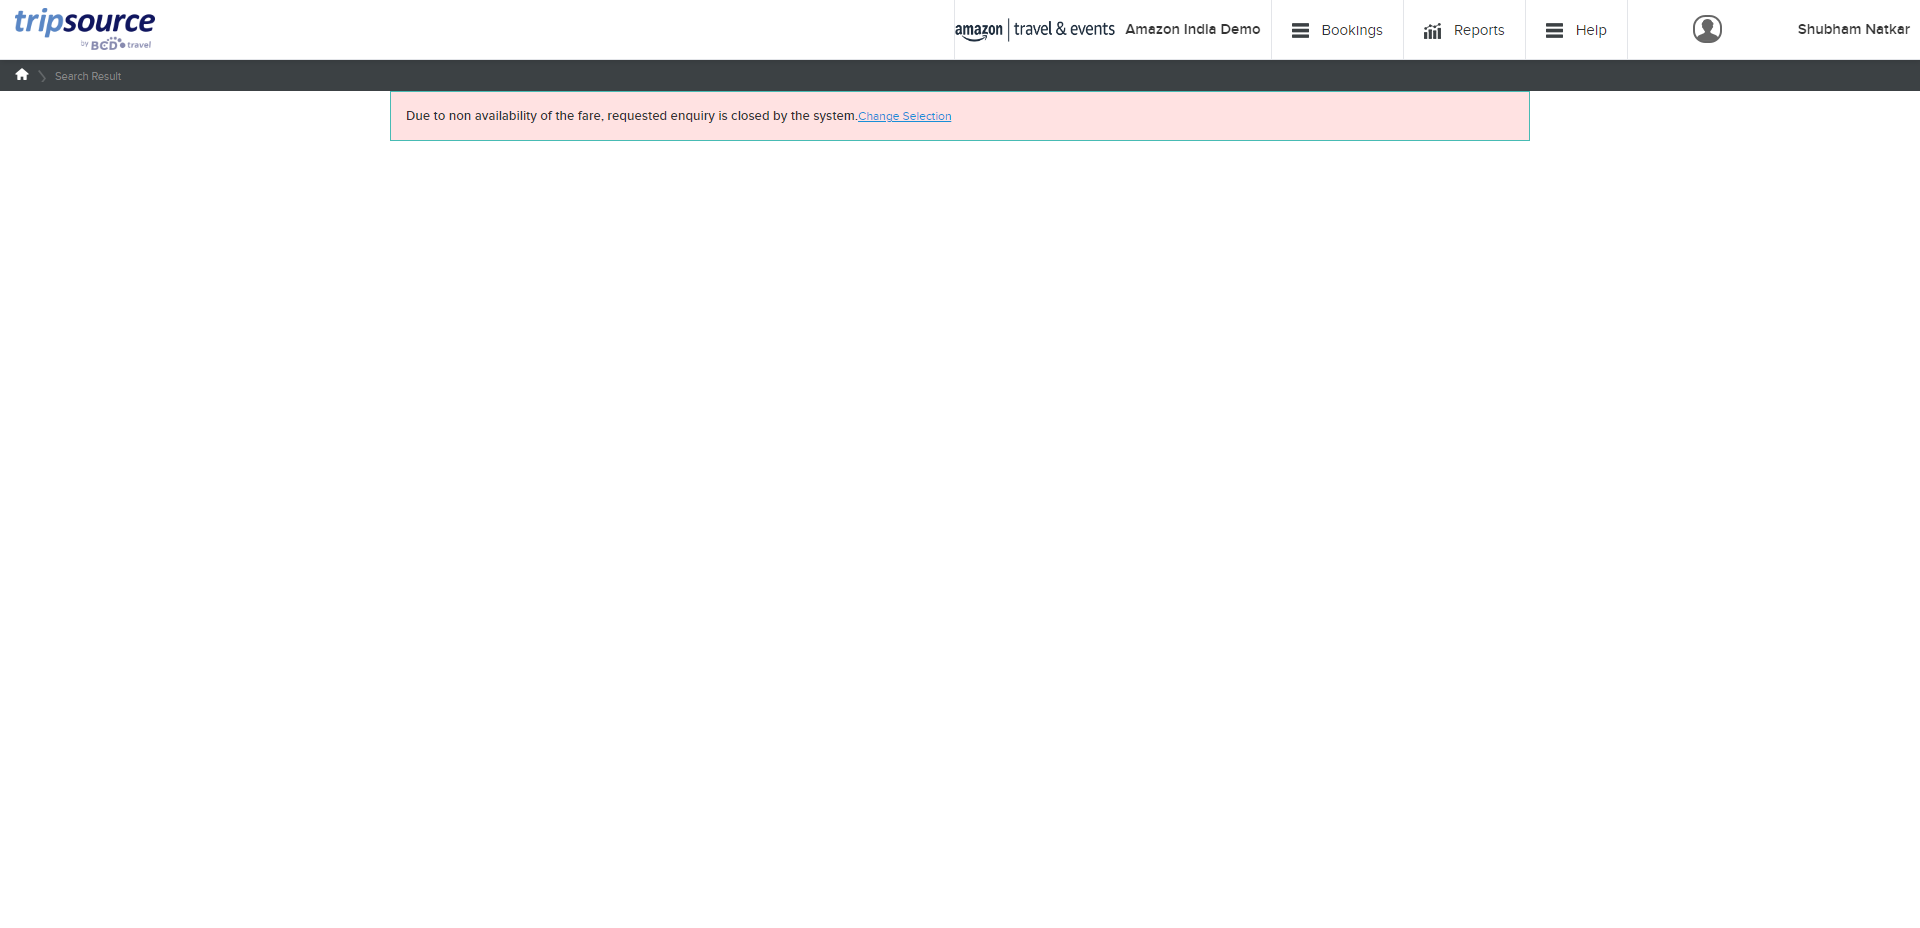 tripsource
by BCD travel
amazon | travel & events Amazon India Demo Bookings Reports Help Shubham Natkar
Search Result
Due to non availability of the fare, requested enquiry is closed by the system.Change Selection